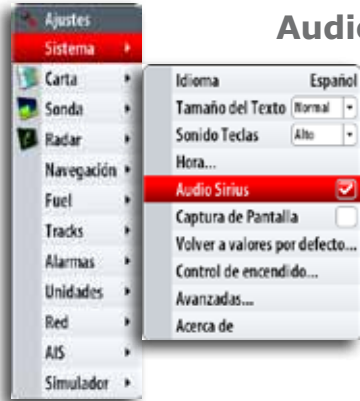 Audio
Ajustes
Sistema
Carta
Sonda
Radar
Navegación
Fuel
Tracks
Alarmas
Unidades
Red
AIS
Simulador
Idioma Español
Tamaño del Texto Normal
Sonido Teclas Alto
Hora...
Audio Sirius
Captura de Pantalla
Volver a valores por defecto...
Control de encendido...
Avanzadas...
Acerca de